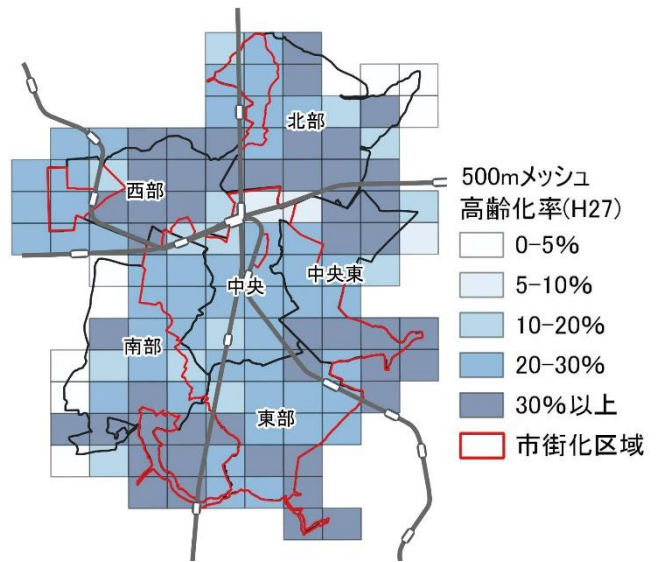 北部
西部
中央東
中央
南部
東部
500mメッシュ
高齢化率(H27)
0-5%
5-10%
10-20%
20-30%
30%以上
市街化区域